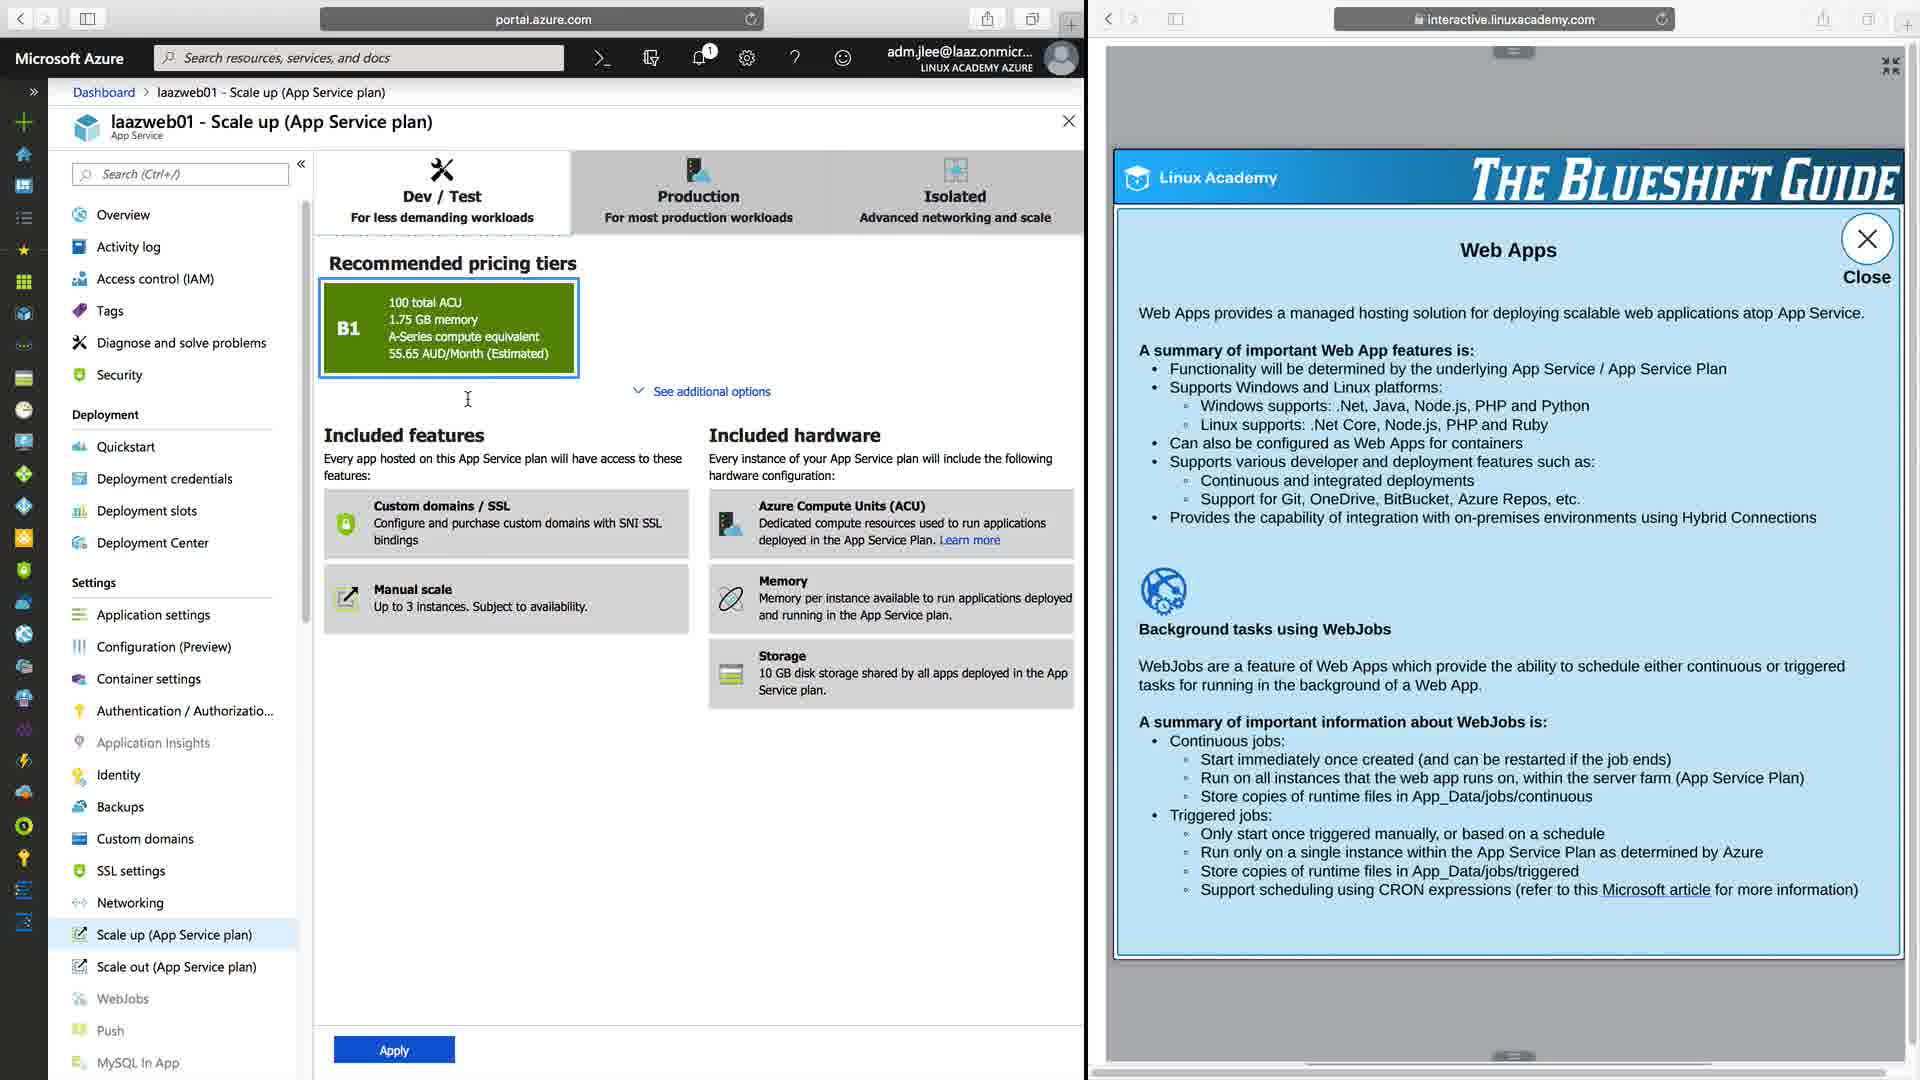 portal.azure.com
Microsoft Azure
Search resources, services, and docs
1
adm.jlee@laaz.onmicr...
LINUX ACADEMY AZURE
Dashboard > laazweb01 - Scale up (App Service plan)
laazweb01 - Scale up (App Service plan)
App Service
Search (Ctrl+/)
Overview
Activity log
Access control (IAM)
Tags
Diagnose and solve problems
Security
Deployment
Quickstart
Deployment credentials
Deployment slots
Deployment Center
Settings
Application settings
Configuration (Preview)
Container settings
Authentication / Authorizatio...
Application Insights
Identity
Backups
Custom domains
SSL settings
Networking
Scale up (App Service plan)
Scale out (App Service plan)
WebJobs
Push
MySQL In App
Dev / Test
For less demanding workloads
Production
For most production workloads
Isolated
Advanced networking and scale
Recommended pricing tiers
B1
100 total ACU
1.75 GB memory
A-Series compute equivalent
55.65 AUD/Month (Estimated)
See additional options
Included features
Every app hosted on this App Service plan will have access to these
features:
Custom domains / SSL
Configure and purchase custom domains with SNI SSL
bindings
Manual scale
Up to 3 instances. Subject to availability.
Included hardware
Every instance of your App Service plan will include the following
hardware configuration:
Azure Compute Units (ACU)
Dedicated compute resources used to run applications
deployed in the App Service Plan. Learn more
Memory
Memory per instance available to run applications deployed
and running in the App Service plan.
Storage
10 GB disk storage shared by all apps deployed in the App
Service plan.
Apply
interactive.linuxacademy.com
Linux Academy
THE BLUESHIFT GUIDE
Web Apps
Close
Web Apps provides a managed hosting solution for deploying scalable web applications atop App Service.
A summary of important Web App features is:
• Functionality will be determined by the underlying App Service / App Service Plan
• Supports Windows and Linux platforms:
◦ Windows supports: .Net, Java, Node.js, PHP and Python
◦ Linux supports: .Net Core, Node.js, PHP and Ruby
• Can also be configured as Web Apps for containers
• Supports various developer and deployment features such as:
◦ Continuous and integrated deployments
◦ Support for Git, OneDrive, BitBucket, Azure Repos, etc.
• Provides the capability of integration with on-premises environments using Hybrid Connections
Background tasks using WebJobs
WebJobs are a feature of Web Apps which provide the ability to schedule either continuous or triggered
tasks for running in the background of a Web App.
A summary of important information about WebJobs is:
• Continuous jobs:
◦ Start immediately once created (and can be restarted if the job ends)
◦ Run on all instances that the web app runs on, within the server farm (App Service Plan)
◦ Store copies of runtime files in App_Data/jobs/continuous
• Triggered jobs:
◦ Only start once triggered manually, or based on a schedule
◦ Run only on a single instance within the App Service Plan as determined by Azure
◦ Store copies of runtime files in App_Data/jobs/triggered
◦ Support scheduling using CRON expressions (refer to this Microsoft article for more information)